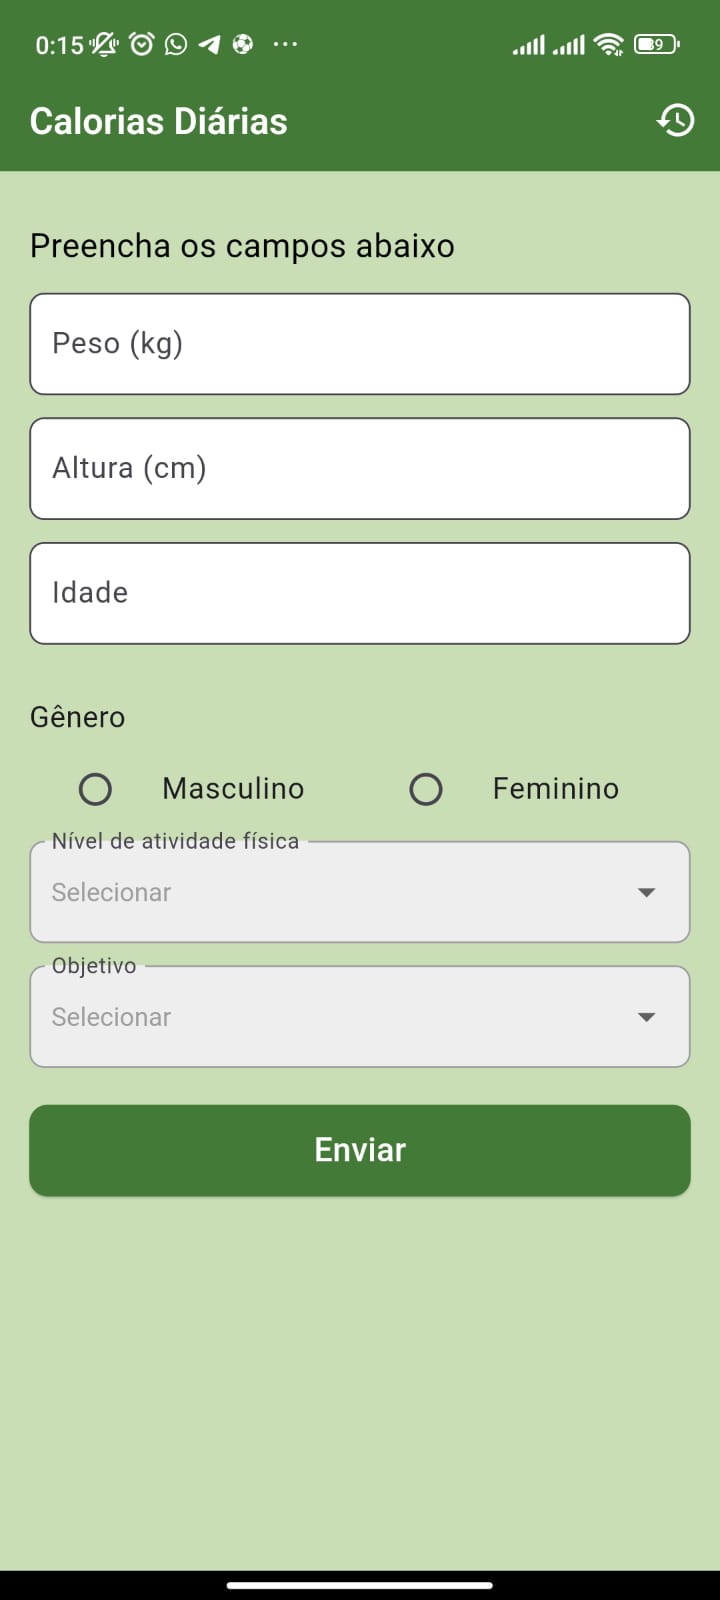 0:15
Calorias Diárias
Preencha os campos abaixo
Peso (kg)
Altura (cm)
Idade
Gênero
Masculino Feminino
Nível de atividade física
Selecionar
Objetivo
Selecionar
Enviar